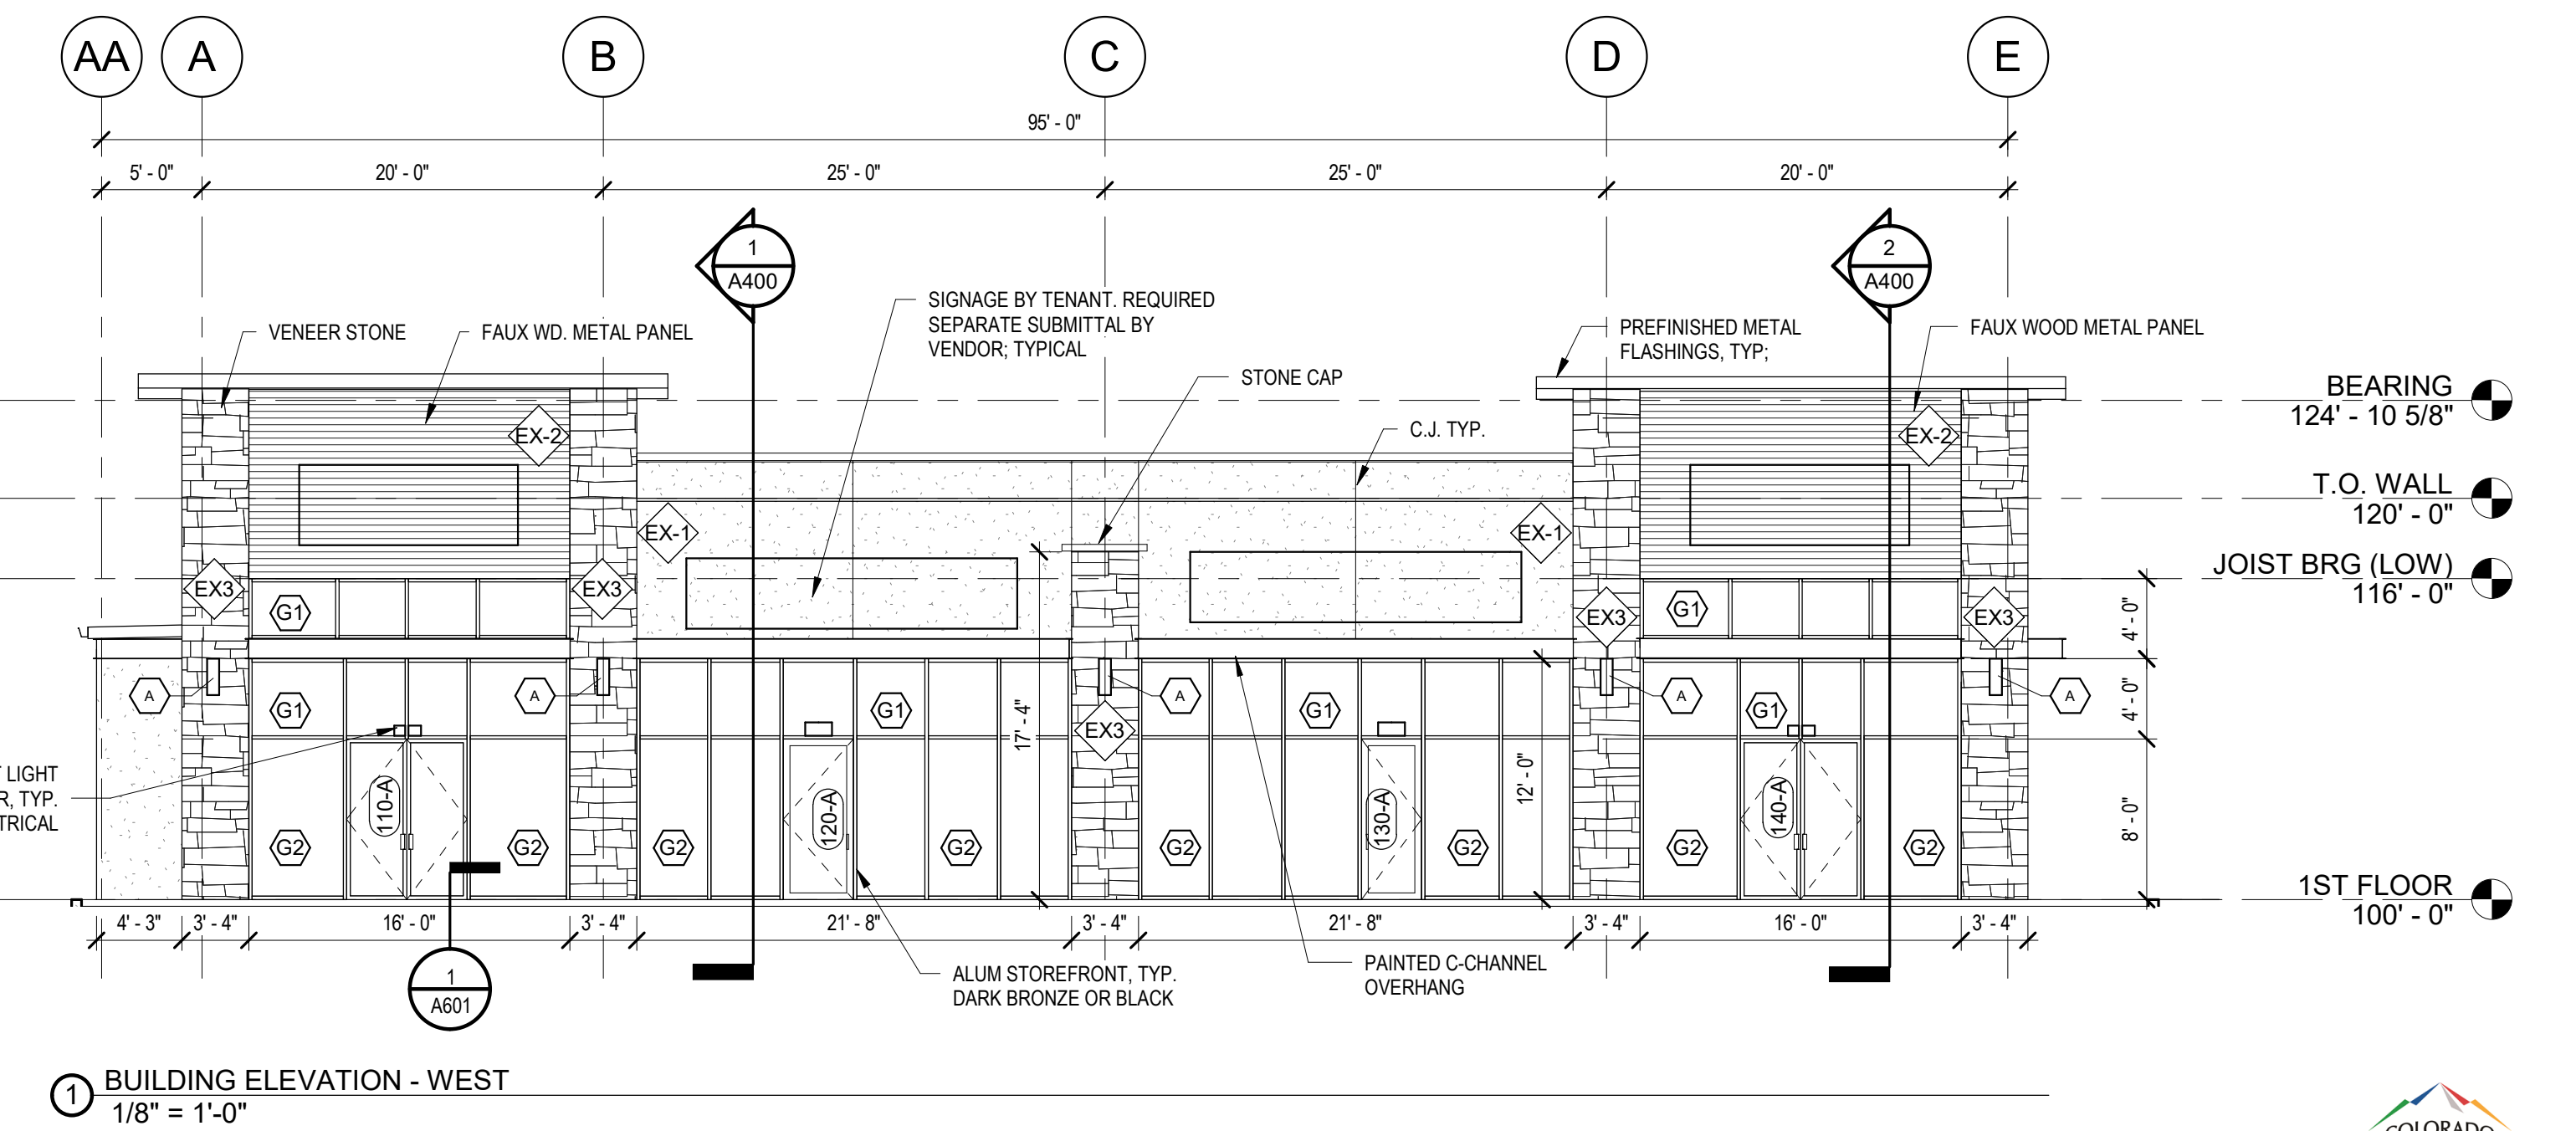 AA A B C D E
95' - 0"
5' - 0" 20' - 0" 25' - 0" 25' - 0" 20' - 0"
1
A400
2
A400
VENEER STONE
FAUX WD. METAL PANEL
SIGNAGE BY TENANT. REQUIRED
SEPARATE SUBMITTAL BY
VENDOR; TYPICAL
STONE CAP
C.J. TYP.
PREFINISHED METAL
FLASHINGS, TYP;
FAUX WOOD METAL PANEL
BEARING
124' - 10 5/8"
T.O. WALL
120' - 0"
JOIST BRG (LOW)
116' - 0"
1ST FLOOR
100' - 0"
EX-2 EX-2
EX-1 EX-1
EX3 EX3 EX3 EX3
G1 G1
4' - 0"
A A A A A
G1 G1 G1 G1
EX3
4' - 0"
17' - 4"
12' - 0"
LIGHT
R, TYP.
TRICAL
110-A 120-A 130-A 140-A
8' - 0"
G2 G2 G2 G2 G2 G2 G2 G2
4' - 3" 3' - 4" 16' - 0" 3' - 4" 21' - 8" 3' - 4" 21' - 8" 3' - 4" 16' - 0" 3' - 4"
1
A601
ALUM STOREFRONT, TYP.
DARK BRONZE OR BLACK
PAINTED C-CHANNEL
OVERHANG
1 BUILDING ELEVATION - WEST
1/8" = 1'-0"
COLORADO